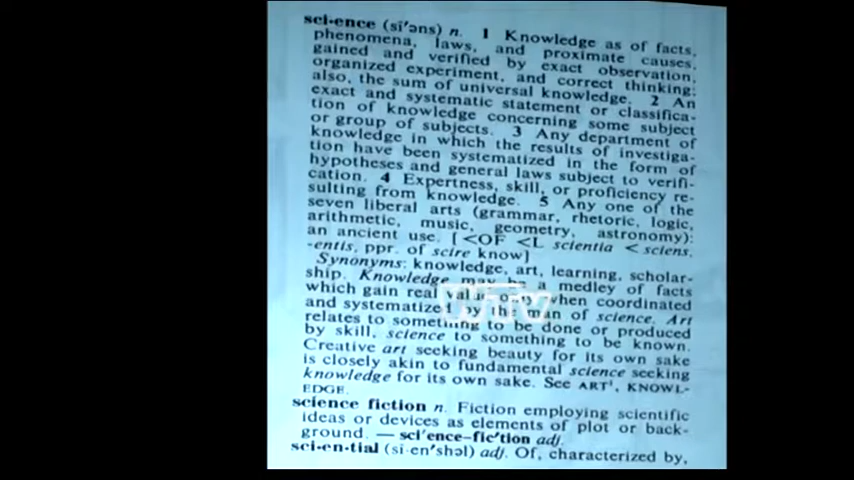 sci·ence (sī′əns) n. 1 Knowledge as of facts,
phenomena, laws, and proximate causes,
gained and verified by exact observation,
organized experiment, and correct thinking;
also, the sum of universal knowledge. 2 An
exact and systematic statement or classifica-
tion of knowledge concerning some subject
or group of subjects. 3 Any department of
knowledge in which the results of investiga-
tion have been systematized in the form of
hypotheses and general laws subject to verifi-
cation. 4 Expertness, skill, or proficiency re-
sulting from knowledge. 5 Any one of the
seven liberal arts (grammar, rhetoric, logic,
arithmetic, music, geometry, astronomy):
an ancient use. [<OF <L scientia <sciens,
-entis, ppr. of scire know]
Synonyms: knowledge, art, learning, scholar-
ship. Knowledge may be a medley of facts
which gain real value only when coordinated
and systematized by the man of science. Art
relates to something to be done or produced
by skill, science to something to be known.
Creative art seeking beauty for its own sake
is closely akin to fundamental science seeking
knowledge for its own sake. See ART¹, KNOWL-
EDGE.
science fiction n. Fiction employing scientific
ideas or devices as elements of plot or back-
ground. — sci′ence-fic′tion adj.
sci·en·tial (sī·en′shəl) adj. Of, characterized by,